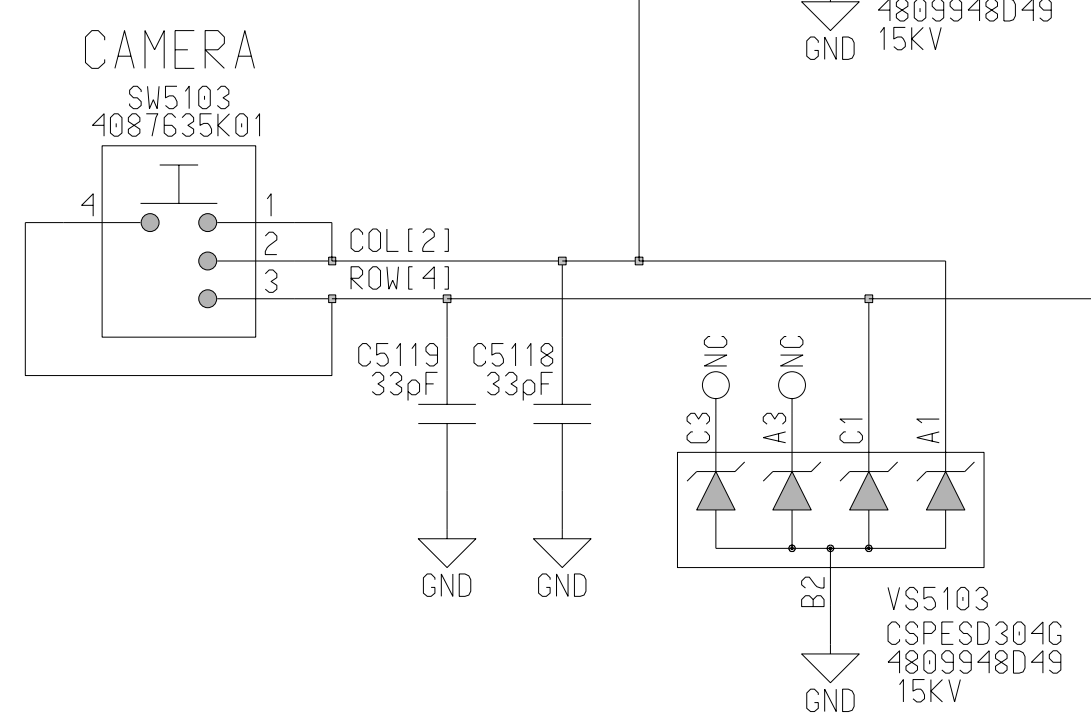 4809948D49
15KV
GND
CAMERA
SW5103
4087635K01
4
1
2
3
COL[2]
ROW[4]
C5119
33pF
C5118
33pF
NC
NC
C3
A3
C1
A1
GND
GND
B2
VS5103
CSPESD304G
4809948D49
15KV
GND